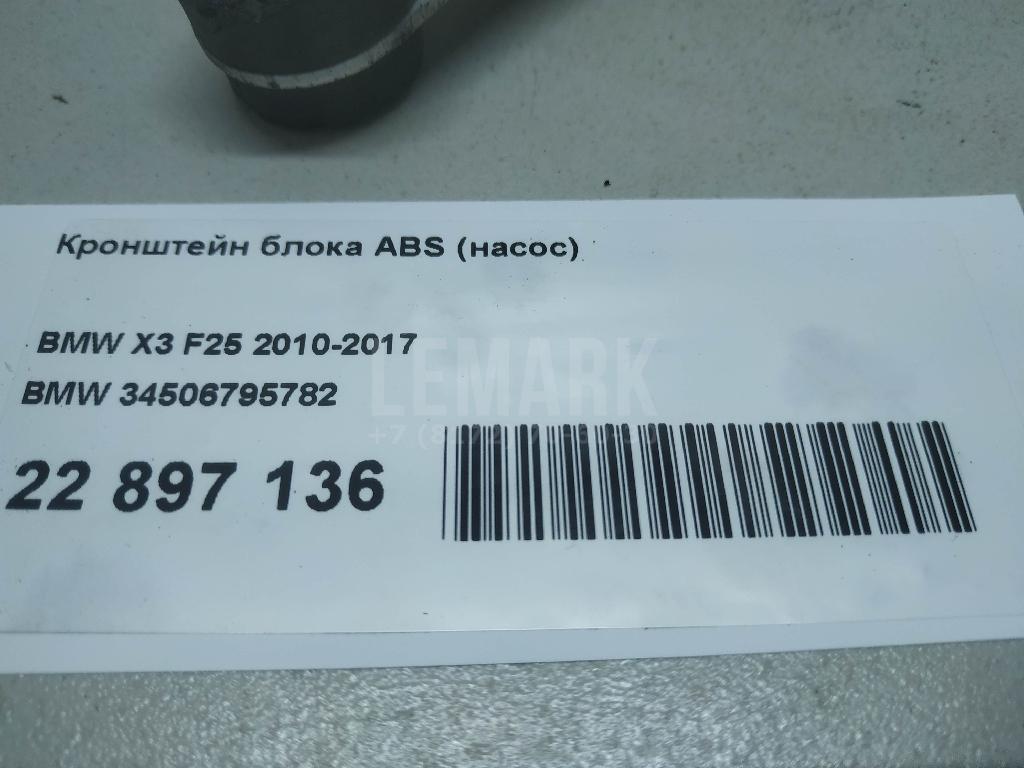 Кронштейн блока ABS (насос)
BMW X3 F25 2010-2017
BMW 34506795782
LEMARK
22 897 136